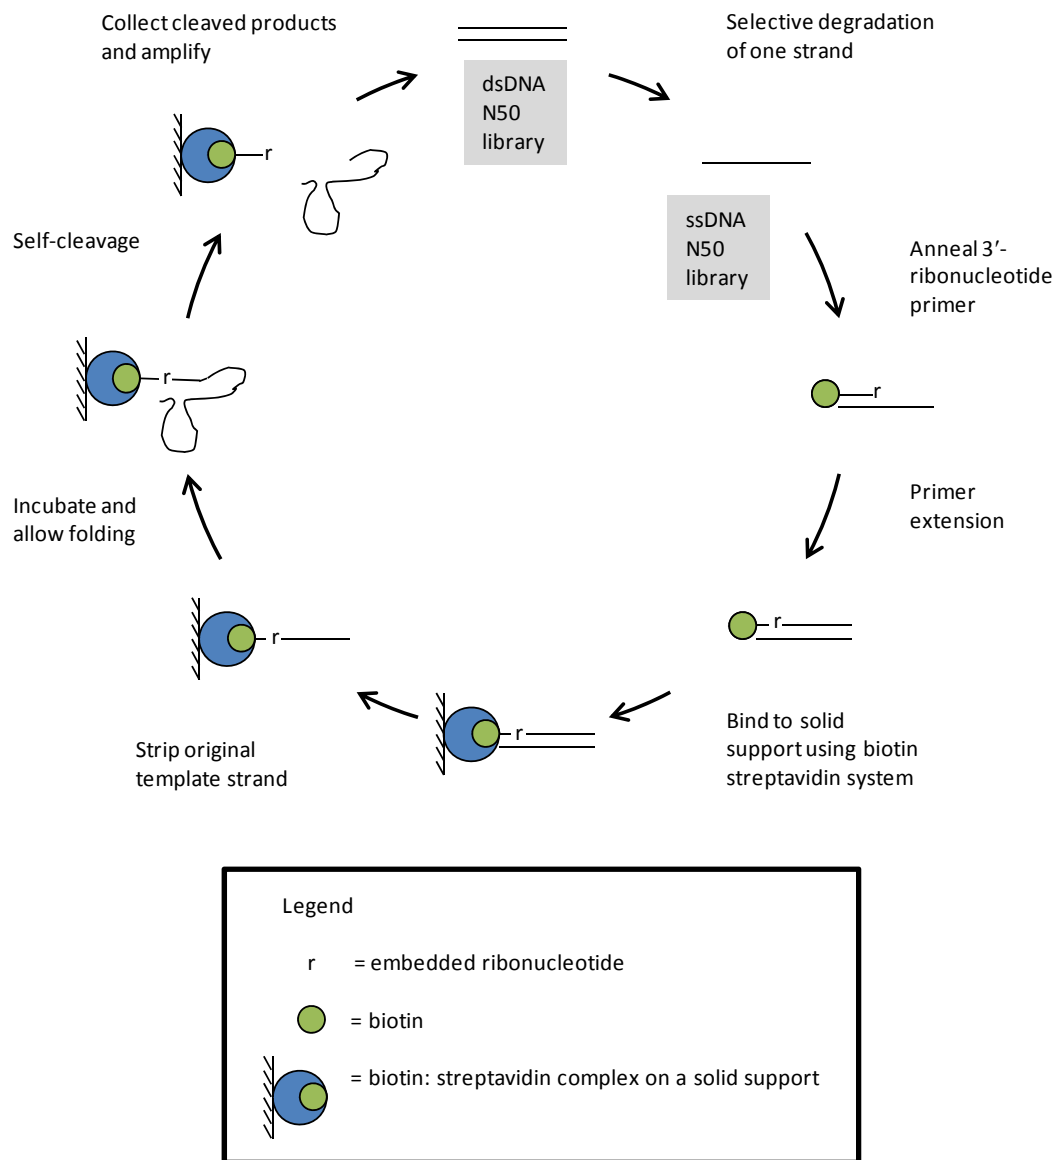 Collect cleaved products
and amplify
dsDNA
N50
library
Selective degradation
of one strand
r
ssDNA
N50
library
Self-cleavage
Anneal 3′-
ribonucleotide
primer
r
r
Incubate and
allow folding
Primer
extension
r
r
r
Strip original
template strand
Bind to solid
support using biotin
streptavidin system
Legend
r = embedded ribonucleotide
= biotin
= biotin: streptavidin complex on a solid support